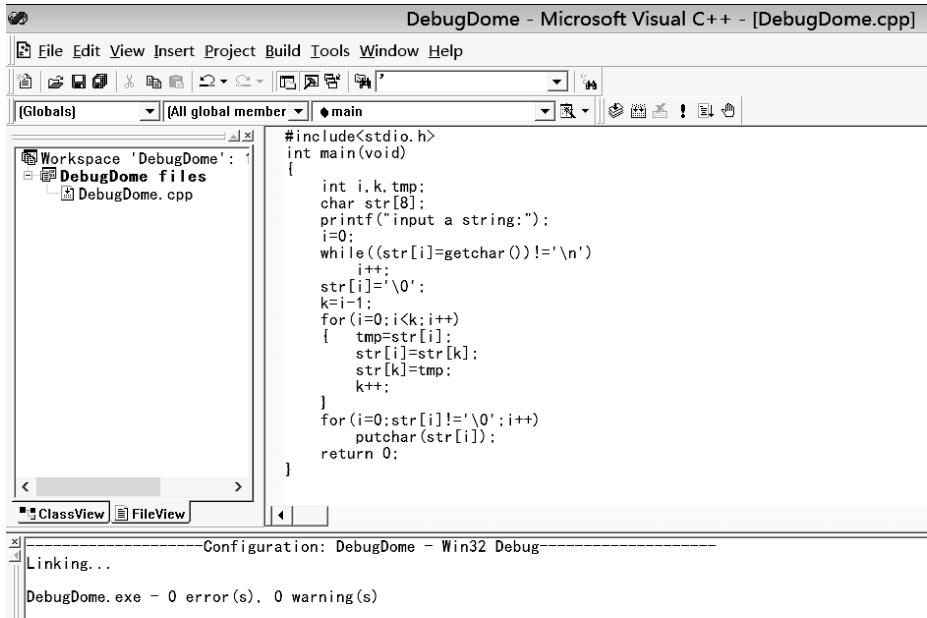 DebugDome - Microsoft Visual C++ - [DebugDome.cpp]
File Edit View Insert Project Build Tools Window Help
'
(Globals) (All global member main
Workspace 'DebugDome': 1
DebugDome files
DebugDome.cpp
#include<stdio.h>
int main(void)
{
int i,k,tmp;
char str[8];
printf("input a string:");
i=0;
while((str[i]=getchar())!='\n')
i++;
str[i]='\0';
k=i-1;
for(i=0;i<k;i++)
{ tmp=str[i];
str[i]=str[k];
str[k]=tmp;
k++;
}
for(i=0;str[i]!='\0';i++)
putchar(str[i]);
return 0;
}
ClassView FileView
--------------------Configuration: DebugDome - Win32 Debug--------------------
Linking...
DebugDome.exe - 0 error(s), 0 warning(s)